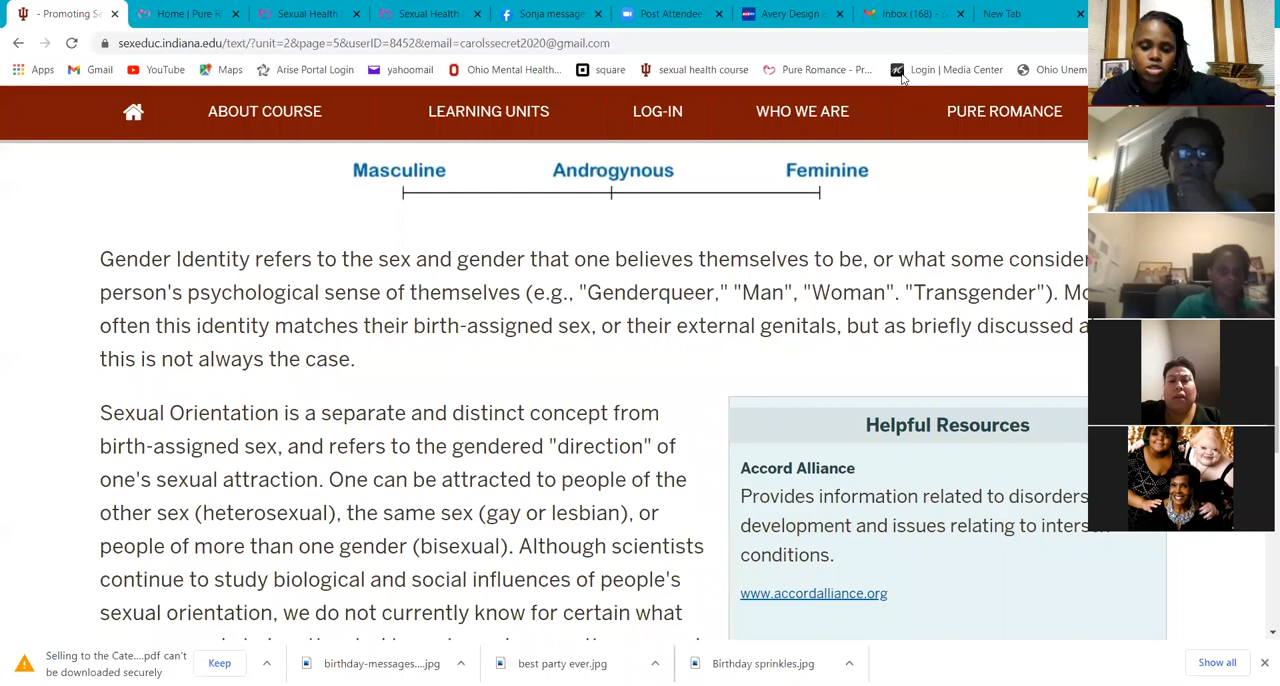 - Promoting Se
Home | Pure R
Sexual Health
Sexual Health
Sonja message
Post Attendee
Avery Design
Inbox (168) -
New Tab
sexeduc.indiana.edu/text/?unit=2&page=5&userID=8452&email=carolssecret2020@gmail.com
Apps Gmail YouTube Maps Arise Portal Login yahoomail Ohio Mental Health... square sexual health course Pure Romance - Pr... Login | Media Center Ohio Unem
ABOUT COURSE LEARNING UNITS LOG-IN WHO WE ARE PURE ROMANCE
Masculine Androgynous Feminine
Gender Identity refers to the sex and gender that one believes themselves to be, or what some consider
person's psychological sense of themselves (e.g., "Genderqueer," "Man", "Woman". "Transgender"). Mo
often this identity matches their birth-assigned sex, or their external genitals, but as briefly discussed a
this is not always the case.
Sexual Orientation is a separate and distinct concept from
birth-assigned sex, and refers to the gendered "direction" of
one's sexual attraction. One can be attracted to people of the
other sex (heterosexual), the same sex (gay or lesbian), or
people of more than one gender (bisexual). Although scientists
continue to study biological and social influences of people's
sexual orientation, we do not currently know for certain what
Helpful Resources
Accord Alliance
Provides information related to disorders
development and issues relating to inters
conditions.
www.accordalliance.org
Selling to the Cate....pdf can't
be downloaded securely
Keep
birthday-messages....jpg
best party ever.jpg
Birthday sprinkles.jpg
Show all